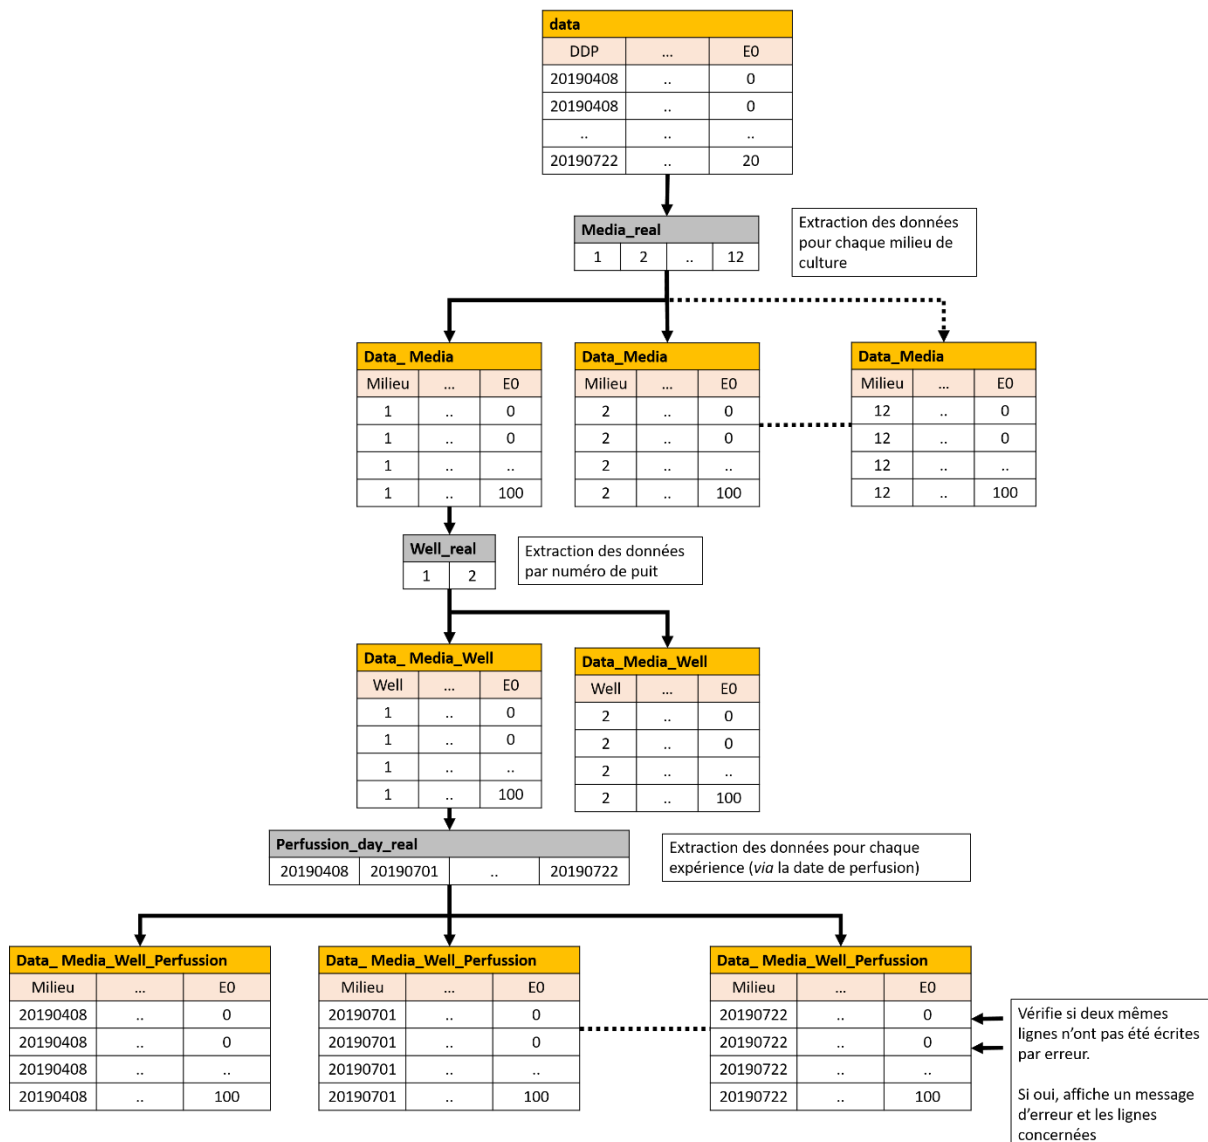 data
DDP ... E0
20190408 .. 0
20190408 .. 0
.. .. ..
20190722 .. 20
Media_real
1 2 .. 12
Extraction des données
pour chaque milieu de
culture
Data_ Media
Milieu ... E0
1 .. 0
1 .. 0
1 .. ..
1 .. 100
Data_Media
Milieu ... E0
2 .. 0
2 .. 0
2 .. ..
2 .. 100
Data_Media
Milieu ... E0
12 .. 0
12 .. 0
12 .. ..
12 .. 100
Well_real
1 2
Extraction des données
par numéro de puit
Data_ Media_Well
Well ... E0
1 .. 0
1 .. 0
1 .. ..
1 .. 100
Data_Media_Well
Well ... E0
2 .. 0
2 .. 0
2 .. ..
2 .. 100
Perfussion_day_real
20190408 20190701 .. 20190722
Extraction des données pour chaque
expérience (via la date de perfusion)
Data_ Media_Well_Perfussion
Milieu ... E0
20190408 .. 0
20190408 .. 0
20190408 .. ..
20190408 .. 100
Data_ Media_Well_Perfussion
Milieu ... E0
20190701 .. 0
20190701 .. 0
20190701 .. ..
20190701 .. 100
Data_ Media_Well_Perfussion
Milieu ... E0
20190722 .. 0
20190722 .. 0
20190722 .. ..
20190722 .. 100
Vérifie si deux mêmes
lignes n'ont pas été écrites
par erreur.
Si oui, affiche un message
d'erreur et les lignes
concernées